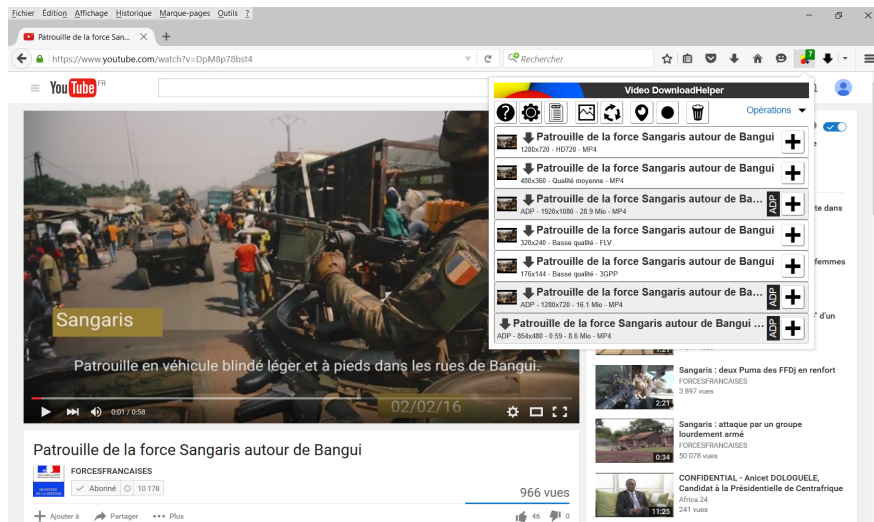 Fichier Édition Affichage Historique Marque-pages Outils ?
Patrouille de la force San...
https://www.youtube.com/watch?v=DpM8p78bst4
Rechercher
7
YouTube FR
Video DownloadHelper
Opérations
Patrouille de la force Sangaris autour de Bangui
1280x720 - HD720 - MP4
Patrouille de la force Sangaris autour de Bangui
480x360 - Qualité moyenne - MP4
Patrouille de la force Sangaris autour de Ba...
ADP - 1920x1080 - 28.9 Mio - MP4
ADP
Patrouille de la force Sangaris autour de Bangui
320x240 - Basse qualité - FLV
Patrouille de la force Sangaris autour de Bangui
176x144 - Basse qualité - 3GPP
Patrouille de la force Sangaris autour de Ba...
ADP - 1280x720 - 16.1 Mio - MP4
ADP
Patrouille de la force Sangaris autour de Bangui ...
ADP - 854x480 - 0:59 - 8.6 Mio - MP4
ADP
te dans
femmes
d'un
Sangaris
Patrouille en véhicule blindé léger et à pieds dans les rues de Bangui.
02/02/16
0:01 / 0:58
1:21
Sangaris : deux Puma des FFDj en renfort
FORCESFRANCAISES
3 897 vues
2:21
Sangaris : attaque par un groupe
lourdement armé
FORCESFRANCAISES
50 078 vues
0:34
CONFIDENTIAL - Anicet DOLOGUELE,
Candidat à la Présidentielle de Centrafrique
Africa 24
241 vues
11:25
Patrouille de la force Sangaris autour de Bangui
FORCESFRANCAISES
Abonné 10 178
966 vues
Ajouter à Partager Plus
46 0